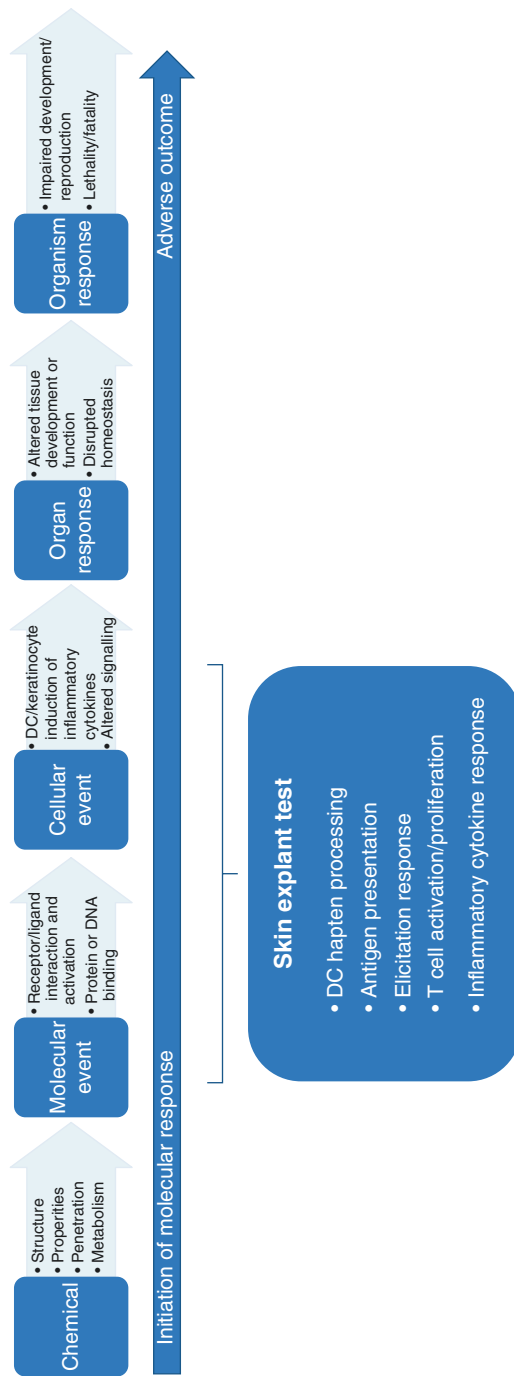 Chemical
• Structure
• Properities
• Penetration
• Metabolism
Molecular
event
• Receptor/ligand
interaction and
activation
• Protein or DNA
binding
Cellular
event
• DC/keratinocyte
induction of
inflammatory
cytokines
• Altered signalling
Organ
response
• Altered tissue
development or
function
• Disrupted
homeostasis
Organism
response
• Impaired development/
reproduction
• Lethality/fatality
Initiation of molecular response
Adverse outcome
Skin explant test
• DC hapten processing
• Antigen presentation
• Elicitation response
• T cell activation/proliferation
• Inflammatory cytokine response